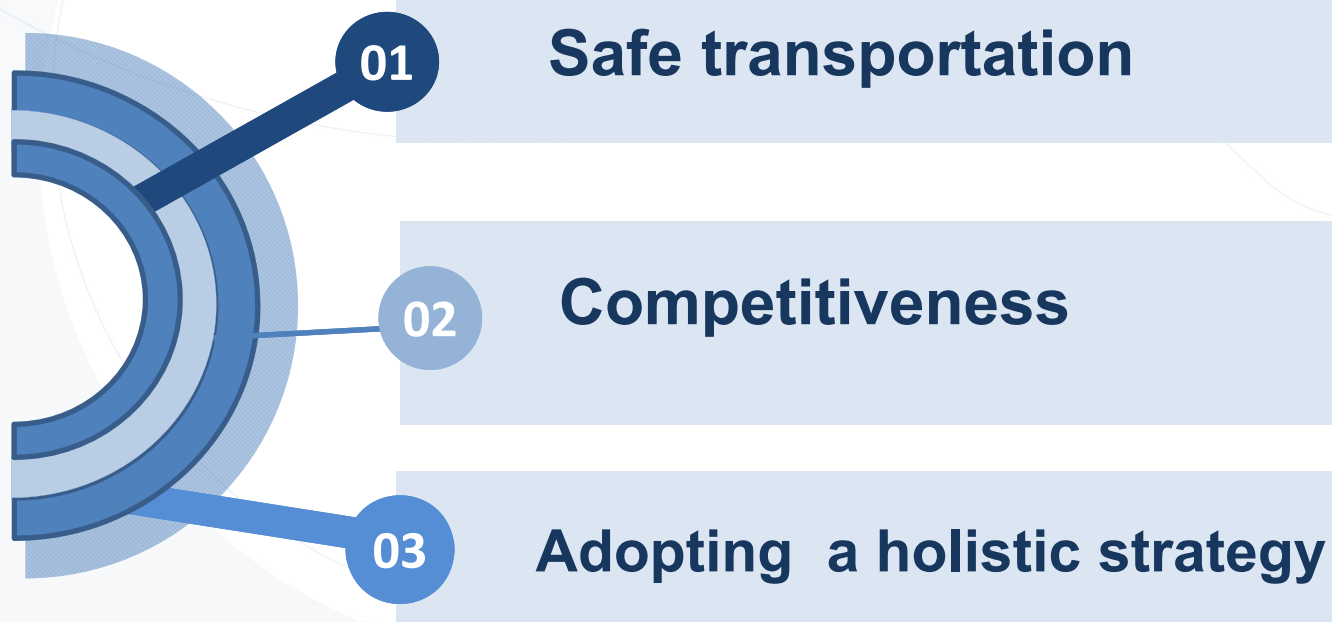 01
Safe transportation
02
Competitiveness
03
Adopting  a holistic strategy